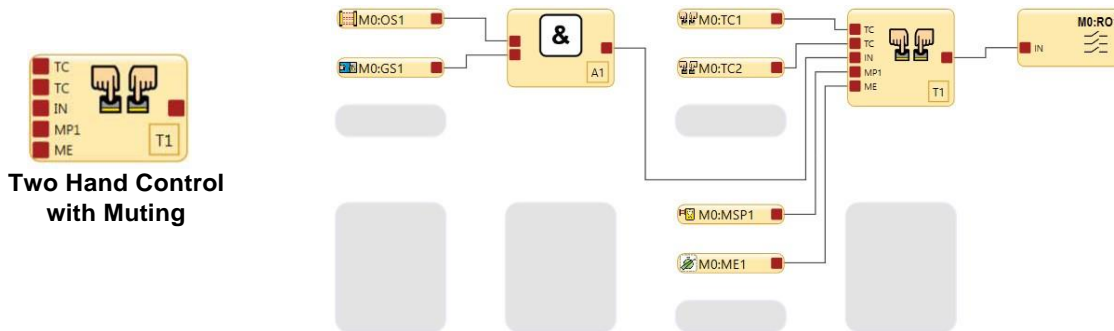 TC
TC
IN
MP1
ME
T1
Two Hand Control
with Muting
M0:OS1
M0:GS1
&
A1
M0:TC1
M0:TC2
TC
TC
IN
MP1
ME
T1
M0:MSP1
M0:ME1
M0:RO
IN